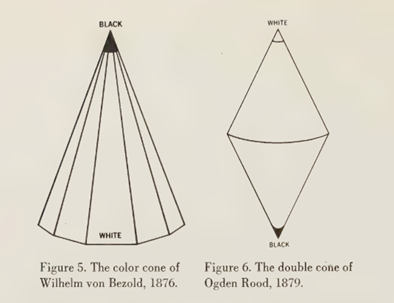 BLACK
WHITE
Figure 5. The color cone of
Wilhelm von Bezold, 1876.
WHITE
BLACK
Figure 6. The double cone of
Ogden Rood, 1879.